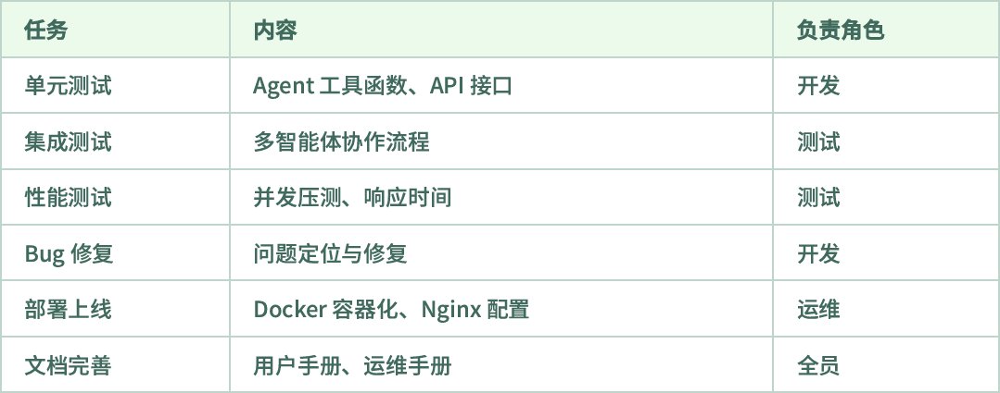 任务 内容 负责角色
单元测试 Agent 工具函数、API 接口 开发
集成测试 多智能体协作流程 测试
性能测试 并发压测、响应时间 测试
Bug 修复 问题定位与修复 开发
部署上线 Docker 容器化、Nginx 配置 运维
文档完善 用户手册、运维手册 全员